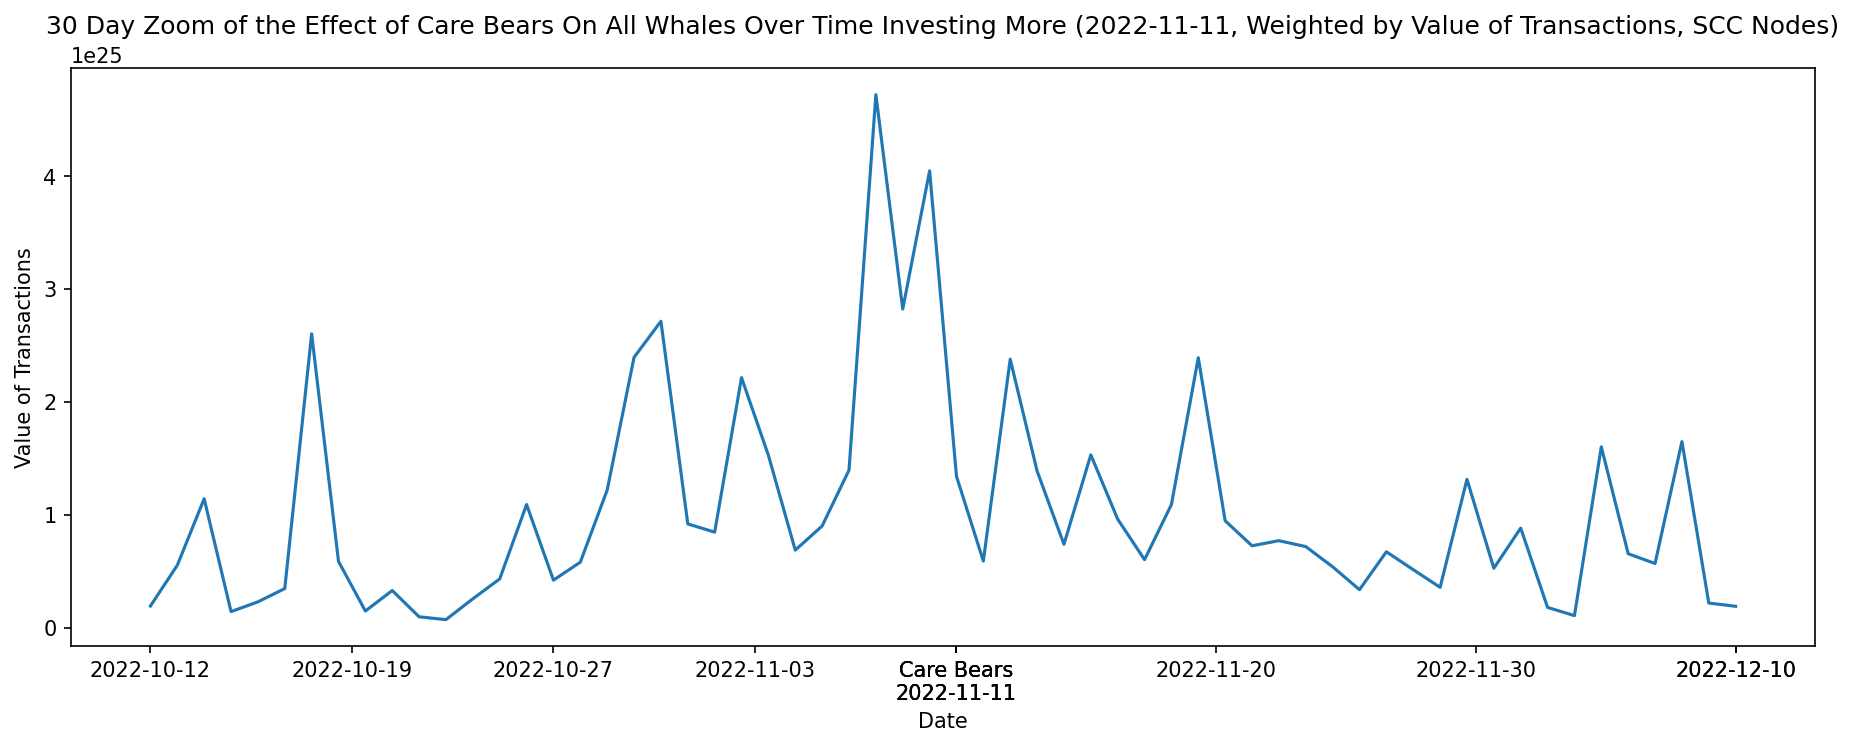 30 Day Zoom of the Effect of Care Bears On All Whales Over Time Investing More (2022-11-11, Weighted by Value of Transactions, SCC Nodes)
1e25
4
3
2
1
0
Value of Transactions
2022-10-12
2022-10-19
2022-10-27
2022-11-03
Care Bears
2022-11-11
2022-11-20
2022-11-30
2022-12-10
Date